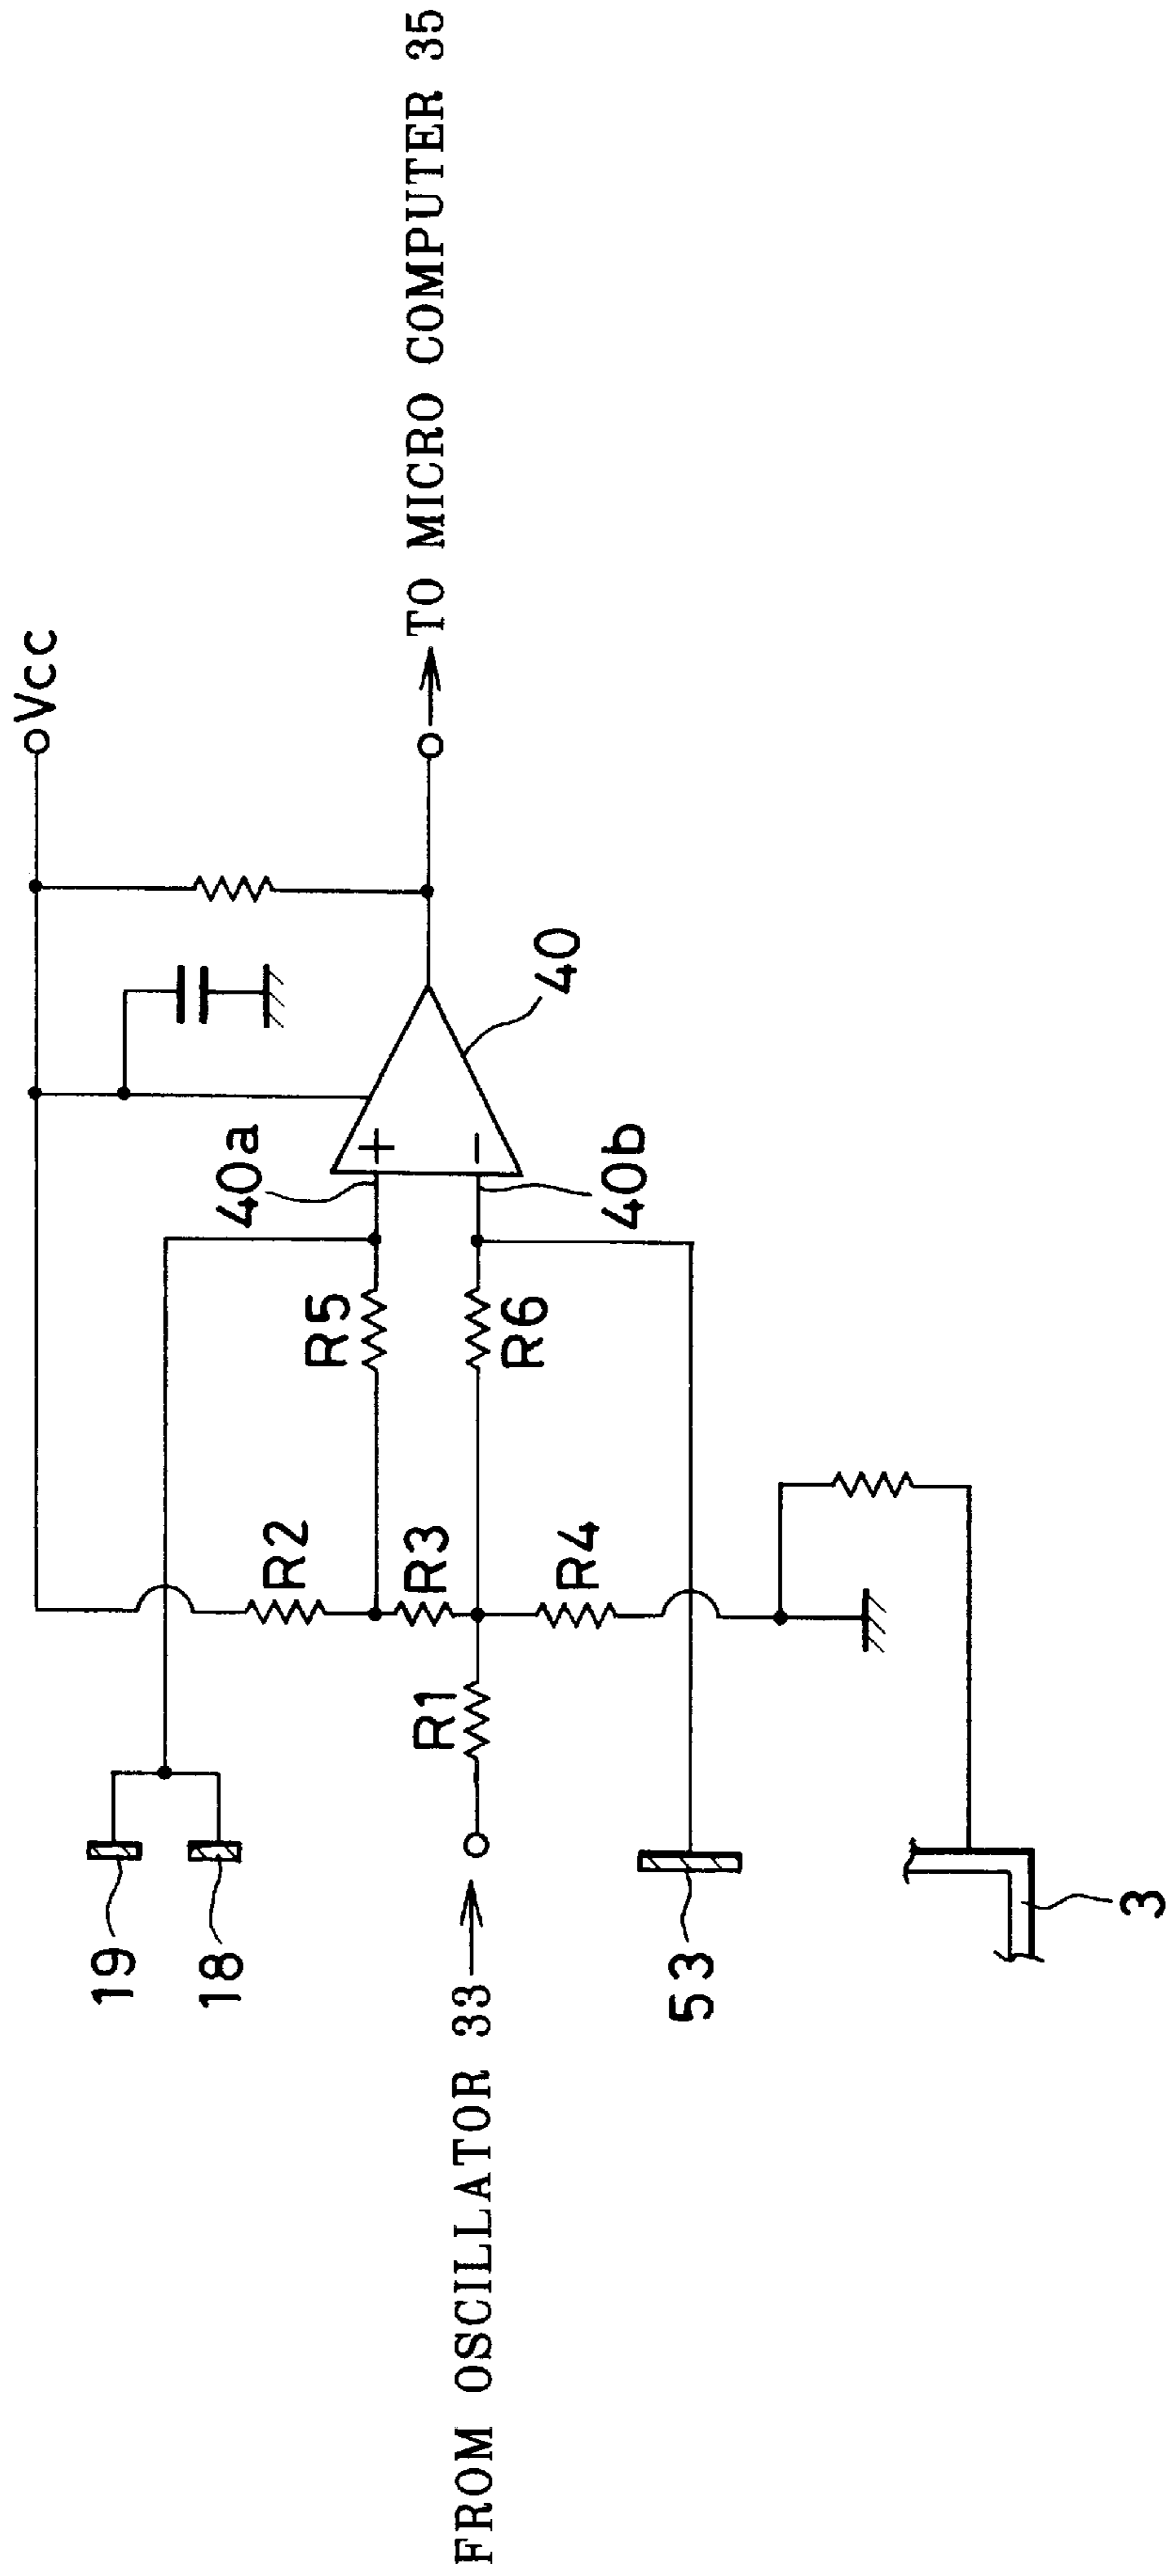 Vcc
19
18
R2
R5
40a
FROM OSCILLATOR 33
R1
R3
R4
R6
40b
40
TO MICRO COMPUTER 35
53
3